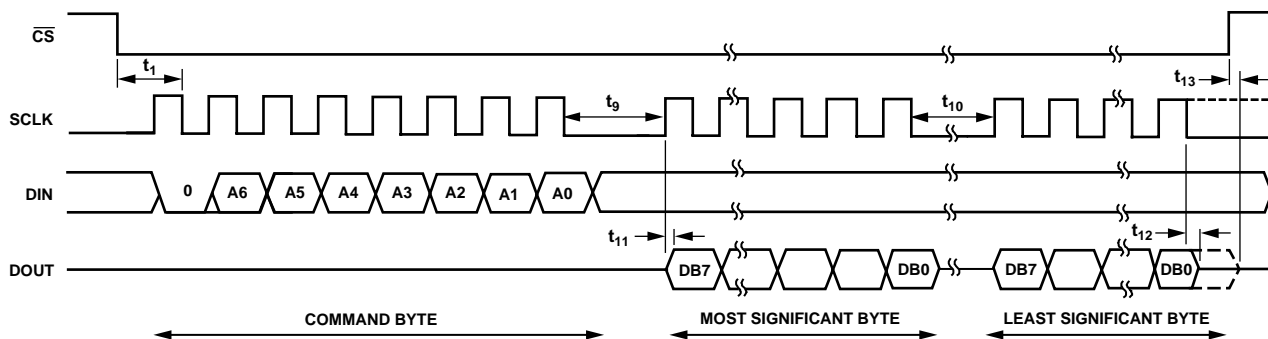 CS
t1
t13
SCLK
t9
t10
DIN
0 A6 A5 A4 A3 A2 A1 A0
t11
t12
DOUT
DB7 DB0 DB7 DB0
COMMAND BYTE MOST SIGNIFICANT BYTE LEAST SIGNIFICANT BYTE